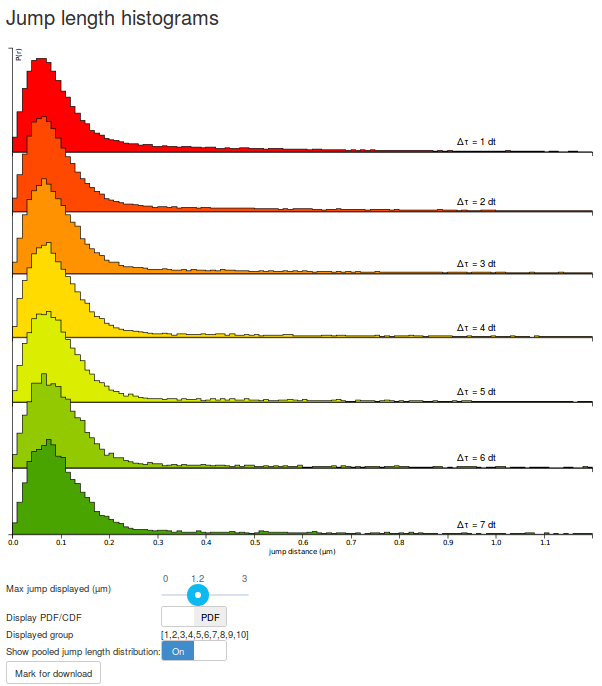 Jump length histograms
P(r)
Δτ = 1 dt
Δτ = 2 dt
Δτ = 3 dt
Δτ = 4 dt
Δτ = 5 dt
Δτ = 6 dt
Δτ = 7 dt
0.0 0.1 0.2 0.3 0.4 0.5 0.6 0.7 0.8 0.9 1.0 1.1
jump distance (µm)
0 1.2 3
Max jump displayed (µm)
Display PDF/CDF PDF
Displayed group [1,2,3,4,5,6,7,8,9,10]
Show pooled jump length distribution: On
Mark for download